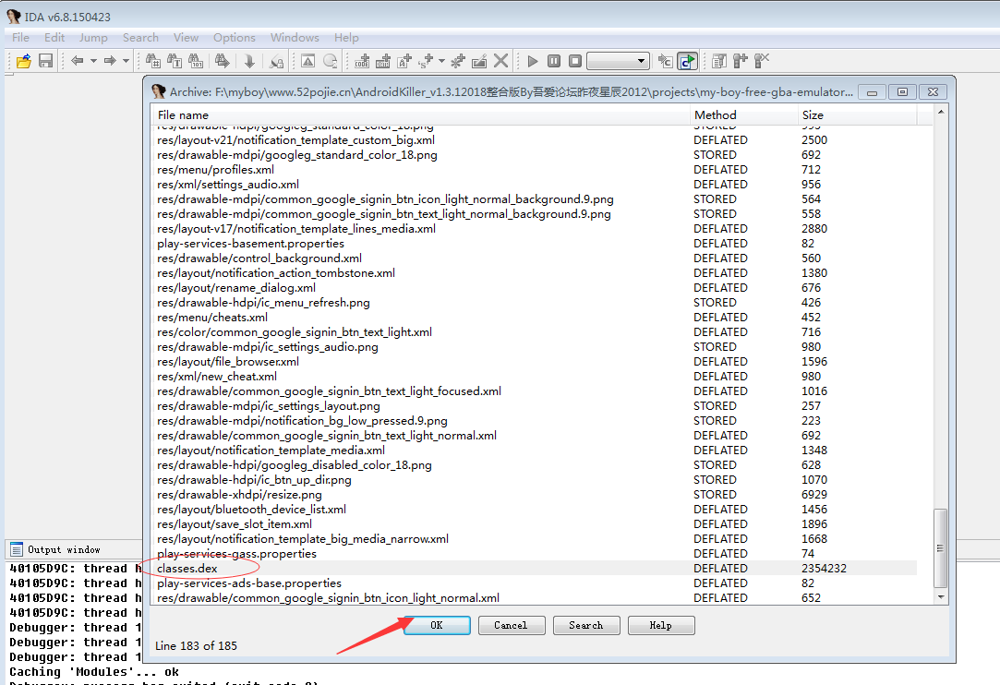 IDA v6.8.150423
File Edit Jump Search View Options Windows Help
Archive: F:\myboy\www.52pojie.cn\AndroidKiller_v1.3.12018整合版By吾爱论坛昨夜星辰2012\projects\my-boy-free-gba-emulator...
File name Method Size
res/drawable-hdpi/googleg_standard_color_18.png 993
res/layout-v21/notification_template_custom_big.xml DEFLATED 2500
res/drawable-mdpi/googleg_standard_color_18.png STORED 692
res/menu/profiles.xml DEFLATED 712
res/xml/settings_audio.xml DEFLATED 956
res/drawable-mdpi/common_google_signin_btn_icon_light_normal_background.9.png STORED 564
res/drawable-mdpi/common_google_signin_btn_text_light_normal_background.9.png STORED 558
res/layout-v17/notification_template_lines_media.xml DEFLATED 2880
play-services-basement.properties DEFLATED 82
res/drawable/control_background.xml DEFLATED 560
res/layout/notification_action_tombstone.xml DEFLATED 1380
res/layout/rename_dialog.xml DEFLATED 676
res/drawable-hdpi/ic_menu_refresh.png STORED 426
res/menu/cheats.xml DEFLATED 452
res/color/common_google_signin_btn_text_light.xml DEFLATED 716
res/drawable-mdpi/ic_settings_audio.png STORED 980
res/layout/file_browser.xml DEFLATED 1596
res/xml/new_cheat.xml DEFLATED 980
res/drawable/common_google_signin_btn_text_light_focused.xml DEFLATED 1016
res/drawable-mdpi/ic_settings_layout.png STORED 257
res/drawable-mdpi/notification_bg_low_pressed.9.png STORED 223
res/drawable/common_google_signin_btn_text_light_normal.xml DEFLATED 692
res/layout/notification_template_media.xml DEFLATED 1348
res/drawable-hdpi/googleg_disabled_color_18.png STORED 628
res/drawable-hdpi/ic_btn_up_dir.png STORED 1070
res/drawable-xhdpi/resize.png STORED 6929
res/layout/bluetooth_device_list.xml DEFLATED 1456
res/layout/save_slot_item.xml DEFLATED 1896
res/layout/notification_template_big_media_narrow.xml DEFLATED 1668
play-services-gass.properties DEFLATED 74
classes.dex DEFLATED 2354232
play-services-ads-base.properties DEFLATED 82
res/drawable/common_google_signin_btn_icon_light_normal.xml DEFLATED 652
OK Cancel Search Help
Line 183 of 185
Output window
40105D9C: thread h
40105D9C: thread h
40105D9C: thread h
40105D9C: thread h
Debugger: thread 1
Debugger: thread 1
Debugger: thread 1
Caching 'Modules'... ok
Debugger: process has exited (exit code 0)